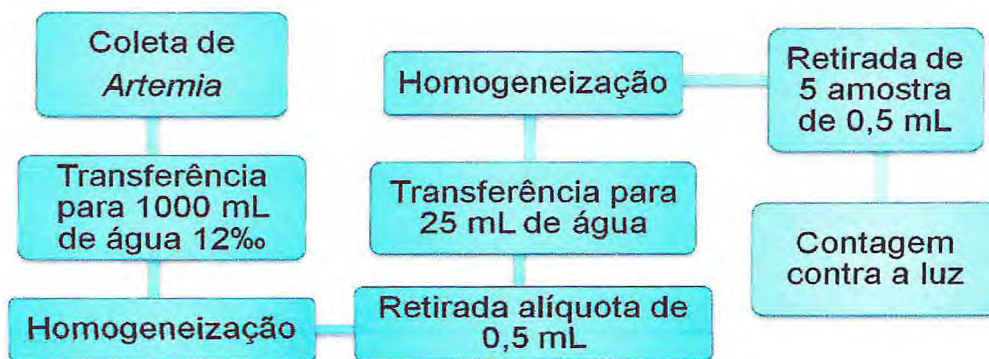 Coleta de
Artemia
Transferência
para 1000 mL
de água 12‰
Homogeneização
Retirada alíquota de
0,5 mL
Transferência para
25 mL de água
Homogeneização
Retirada de
5 amostra
de 0,5 mL
Contagem
contra a luz